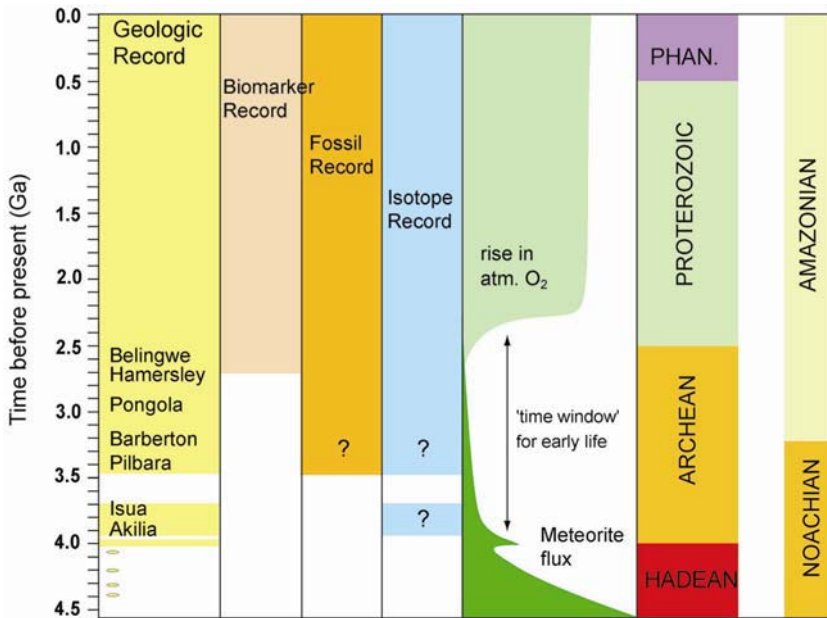 Time before present (Ga)
0.0
0.5
1.0
1.5
2.0
2.5
3.0
3.5
4.0
4.5
Geologic
Record
Belingwe
Hamersley
Pongola
Barberton
Pilbara
Isua
Akilia
Biomarker
Record
Fossil
Record
?
Isotope
Record
?
?
rise in
atm. O₂
'time window'
for early life
Meteorite
flux
PHAN.
PROTEROZOIC
ARCHEAN
HADEAN
AMAZONIAN
NOACHIAN